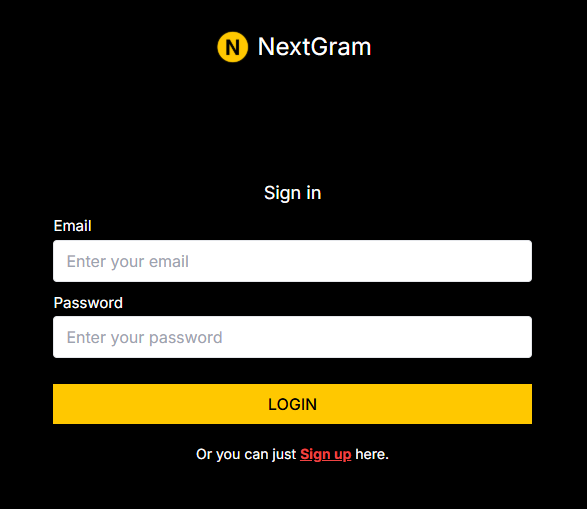 N NextGram
Sign in
Email
Enter your email
Password
Enter your password
LOGIN
Or you can just Sign up here.